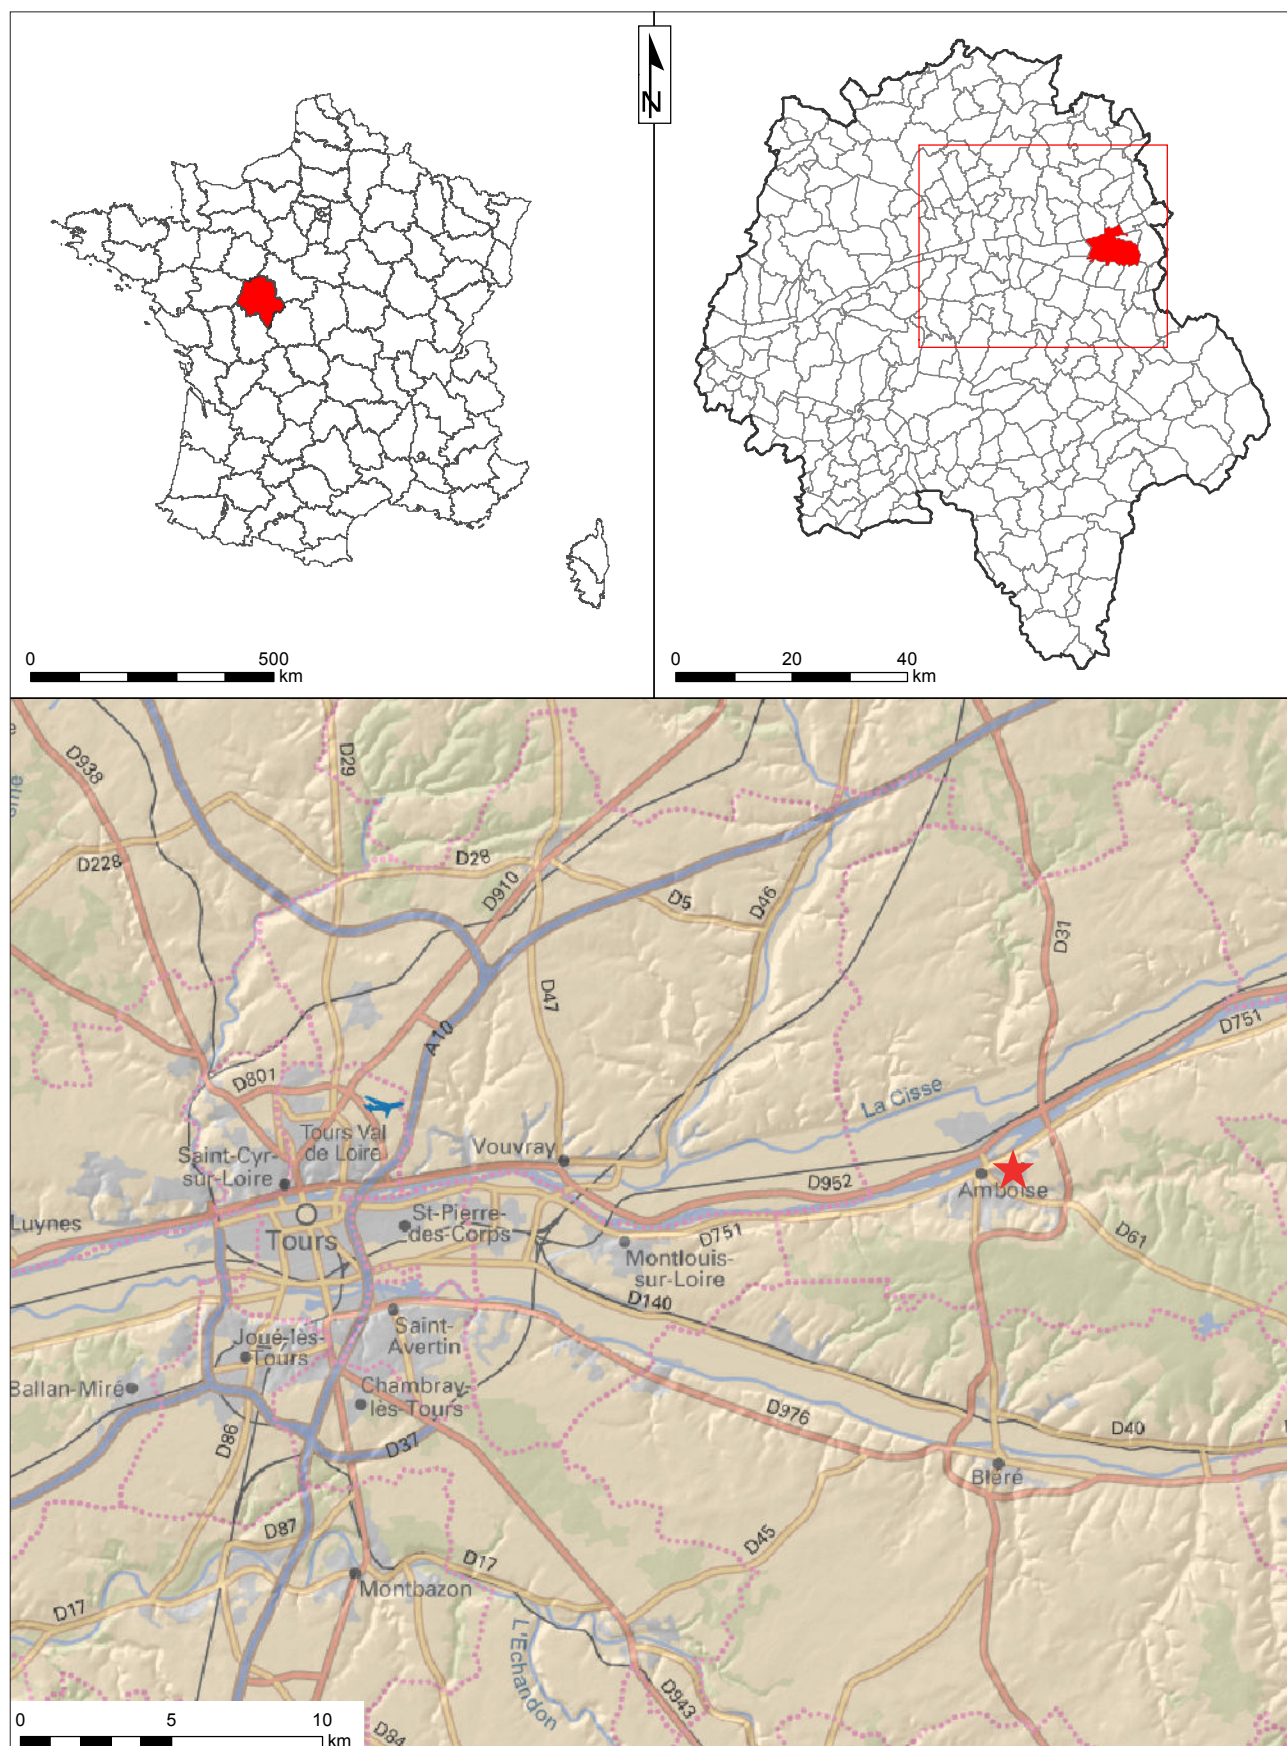 N
0 500
km
0 20 40
km
D938
D29
D228
D28
D910
D5
D46
D31
D47
A10
D751
D801
La Cisse
Tours Val
de Loire
Vouvray
Saint-Cyr-
sur-Loire
D952
Amboise
Luynes
St-Pierre-
des-Corps
Tours
D751
D61
Montlouis-
sur-Loire
D140
Saint-
Avertin
Joué-lès-
Tours
Ballan-Miré
Chambray-
lès-Tours
D976
D40
D86
D37
Bléré
D87
D45
D17
Montbazon
D17
L'Echandon
D943
D84
0 5 10
km